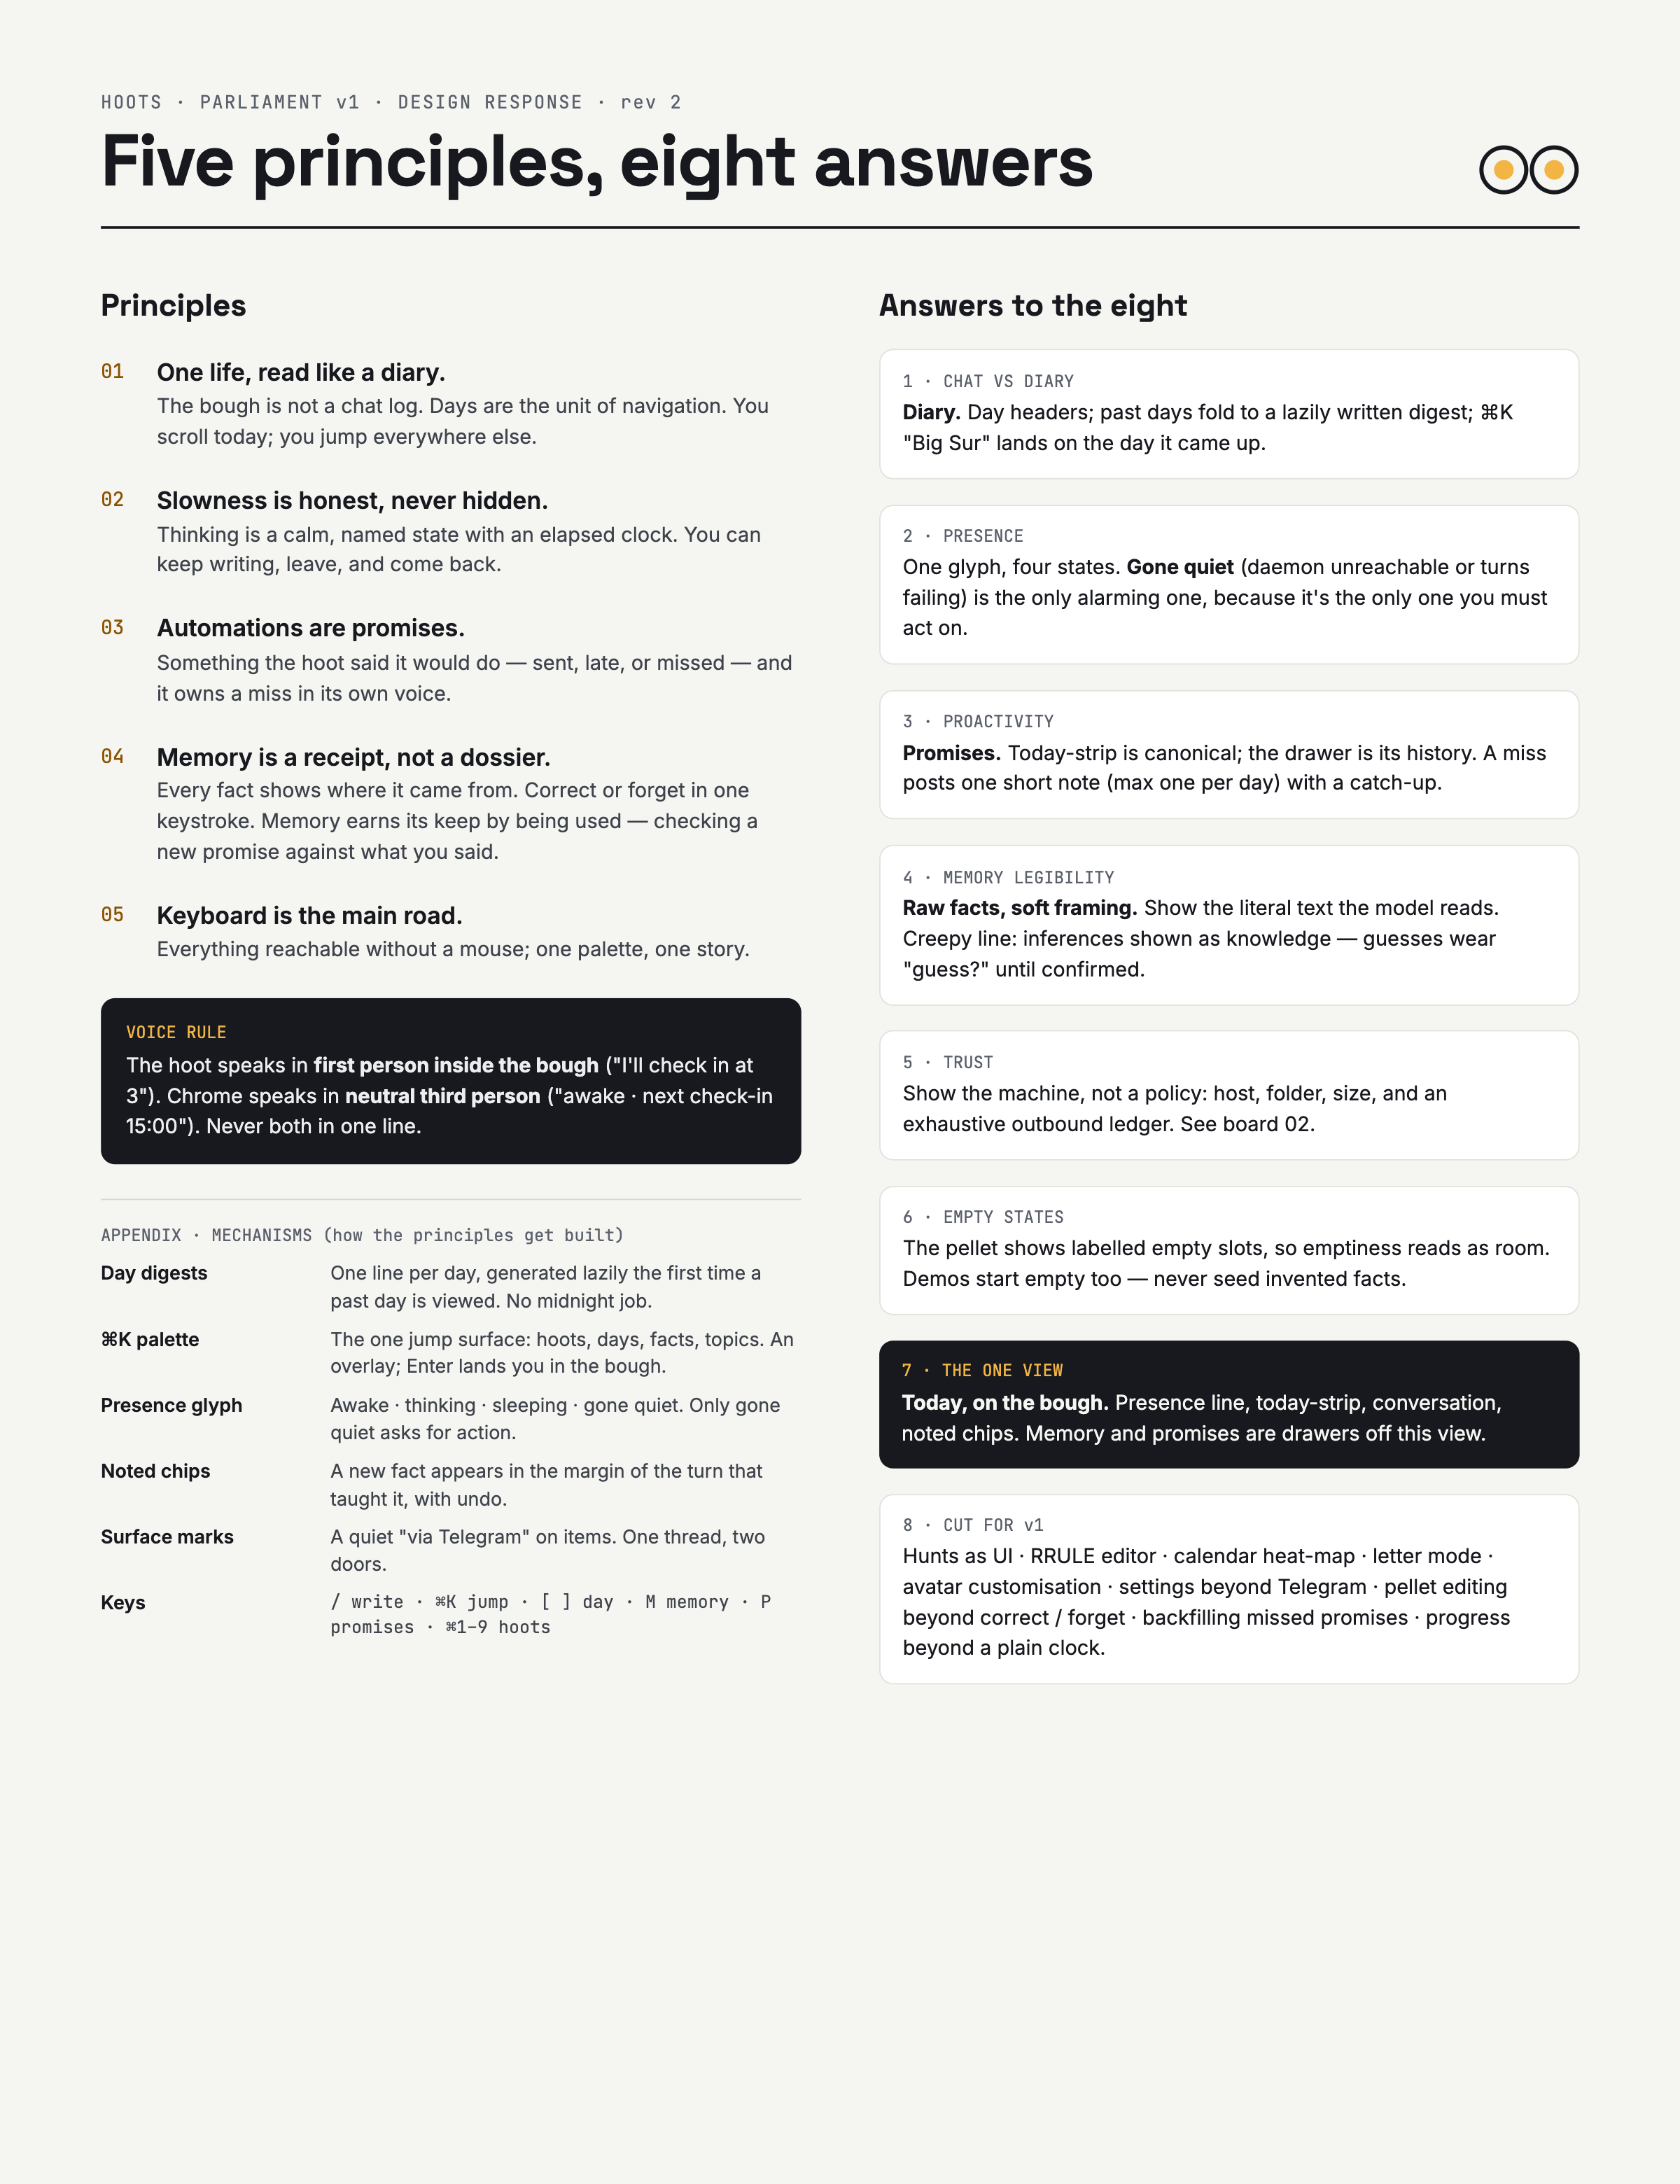 HOOTS · PARLIAMENT v1 · DESIGN RESPONSE · rev 2
Five principles, eight answers
Principles
01 One life, read like a diary.
The bough is not a chat log. Days are the unit of navigation. You
scroll today; you jump everywhere else.
02 Slowness is honest, never hidden.
Thinking is a calm, named state with an elapsed clock. You can
keep writing, leave, and come back.
03 Automations are promises.
Something the hoot said it would do — sent, late, or missed — and
it owns a miss in its own voice.
04 Memory is a receipt, not a dossier.
Every fact shows where it came from. Correct or forget in one
keystroke. Memory earns its keep by being used — checking a
new promise against what you said.
05 Keyboard is the main road.
Everything reachable without a mouse; one palette, one story.
VOICE RULE
The hoot speaks in first person inside the bough ("I'll check in at
3"). Chrome speaks in neutral third person ("awake · next check-in
15:00"). Never both in one line.
APPENDIX · MECHANISMS (how the principles get built)
Day digests One line per day, generated lazily the first time a
past day is viewed. No midnight job.
⌘K palette The one jump surface: hoots, days, facts, topics. An
overlay; Enter lands you in the bough.
Presence glyph Awake · thinking · sleeping · gone quiet. Only gone
quiet asks for action.
Noted chips A new fact appears in the margin of the turn that
taught it, with undo.
Surface marks A quiet "via Telegram" on items. One thread, two
doors.
Keys / write · ⌘K jump · [ ] day · M memory · P
promises · ⌘1–9 hoots
Answers to the eight
1 · CHAT VS DIARY
Diary. Day headers; past days fold to a lazily written digest; ⌘K
"Big Sur" lands on the day it came up.
2 · PRESENCE
One glyph, four states. Gone quiet (daemon unreachable or turns
failing) is the only alarming one, because it's the only one you must
act on.
3 · PROACTIVITY
Promises. Today-strip is canonical; the drawer is its history. A miss
posts one short note (max one per day) with a catch-up.
4 · MEMORY LEGIBILITY
Raw facts, soft framing. Show the literal text the model reads.
Creepy line: inferences shown as knowledge — guesses wear
"guess?" until confirmed.
5 · TRUST
Show the machine, not a policy: host, folder, size, and an
exhaustive outbound ledger. See board 02.
6 · EMPTY STATES
The pellet shows labelled empty slots, so emptiness reads as room.
Demos start empty too — never seed invented facts.
7 · THE ONE VIEW
Today, on the bough. Presence line, today-strip, conversation,
noted chips. Memory and promises are drawers off this view.
8 · CUT FOR v1
Hunts as UI · RRULE editor · calendar heat-map · letter mode ·
avatar customisation · settings beyond Telegram · pellet editing
beyond correct / forget · backfilling missed promises · progress
beyond a plain clock.